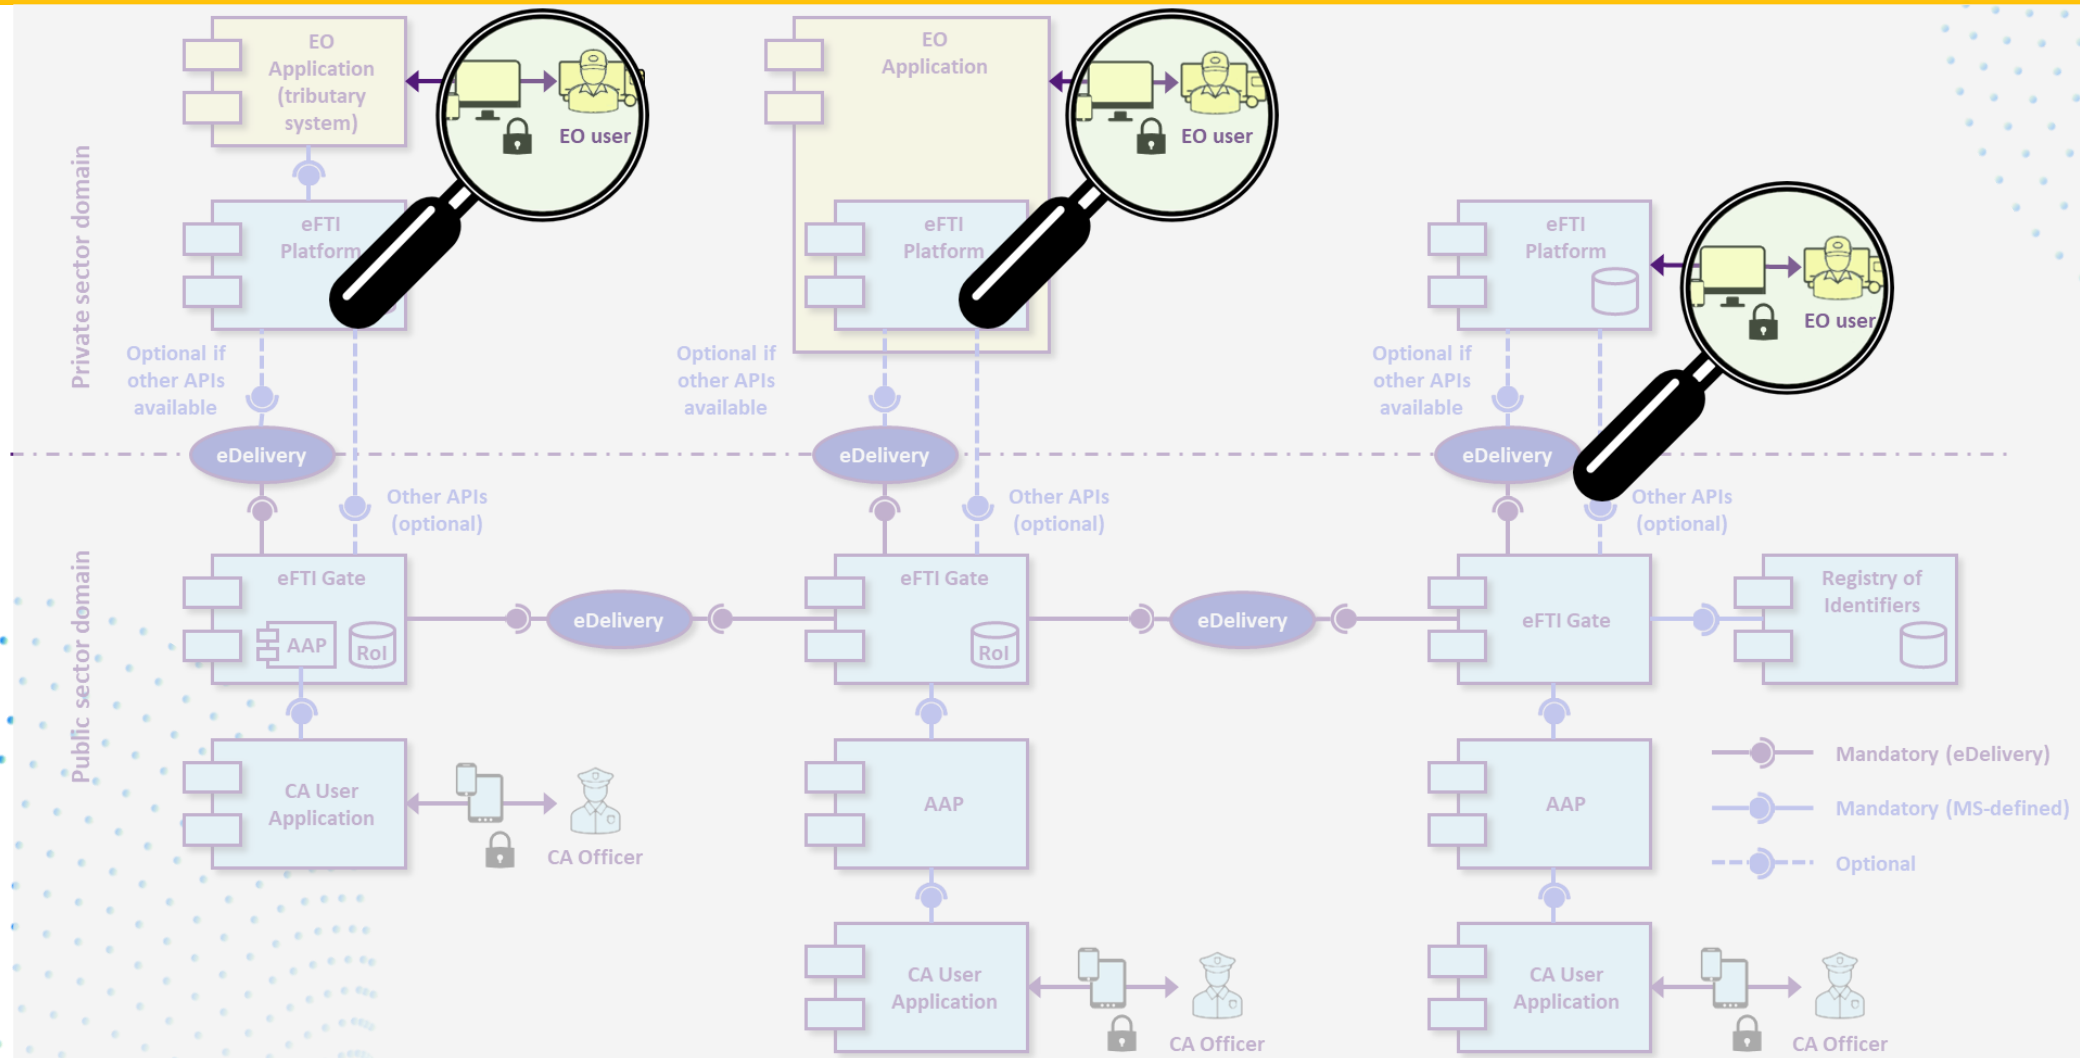 Private sector domain
EO
Application
(tributary
system)
EO user
eFTI
Platform
Optional if
other APIs
available
eDelivery
EO
Application
EO user
eFTI
Platform
Optional if
other APIs
available
eDelivery
eFTI
Platform
EO user
Optional if
other APIs
available
eDelivery
Public sector domain
Other APIs
(optional)
eFTI Gate
AAP
RoI
eDelivery
CA User
Application
CA Officer
Other APIs
(optional)
eFTI Gate
RoI
eDelivery
AAP
CA User
Application
CA Officer
Other APIs
(optional)
eFTI Gate
Registry of
Identifiers
AAP
CA User
Application
CA Officer
Mandatory (eDelivery)
Mandatory (MS-defined)
Optional